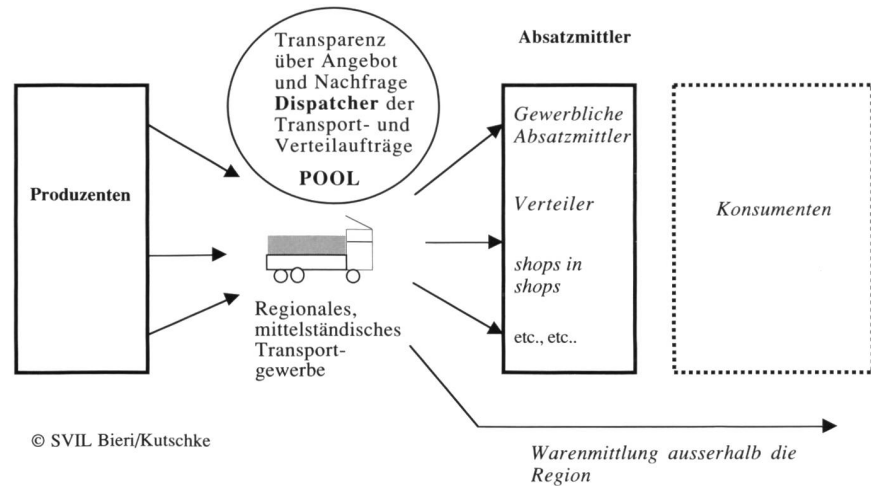 Transparenz
über Angebot
und Nachfrage
Dispatcher der
Transport- und
Verteilaufträge
POOL
Absatzmittler
Produzenten
Gewerbliche
Absatzmittler
Verteiler
shops in
shops
etc., etc..
Konsumenten
Regionales,
mittelständisches
Transport-
gewerbe
© SVIL Bieri/Kutschke
Warenmittlung ausserhalb die
Region